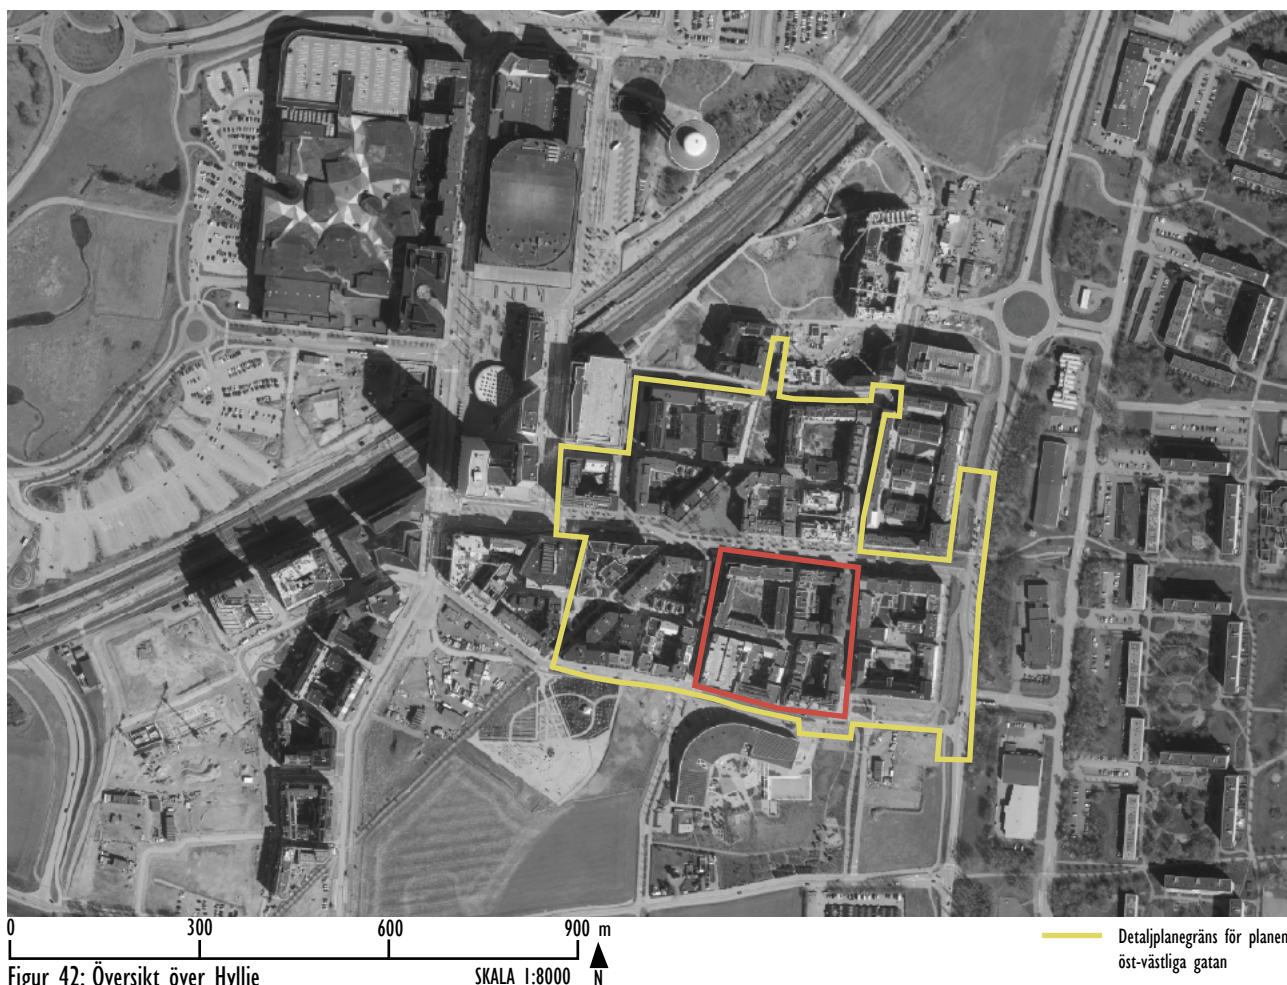 0 300 600 900 m
Figur 42: Översikt över Hyllie
SKALA 1:8000
N
Detaljplanegräns för planen
öst-västliga gatan